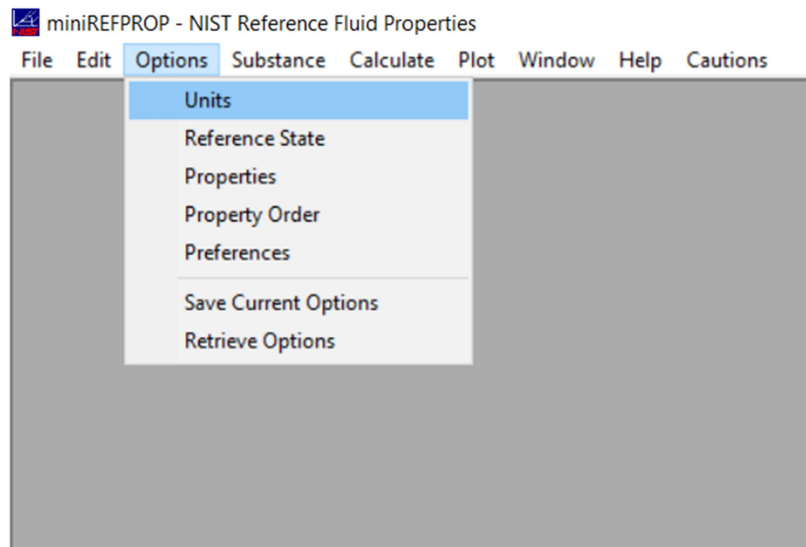 miniREFPROP - NIST Reference Fluid Properties
File Edit Options Substance Calculate Plot Window Help Cautions
Units
Reference State
Properties
Property Order
Preferences
Save Current Options
Retrieve Options